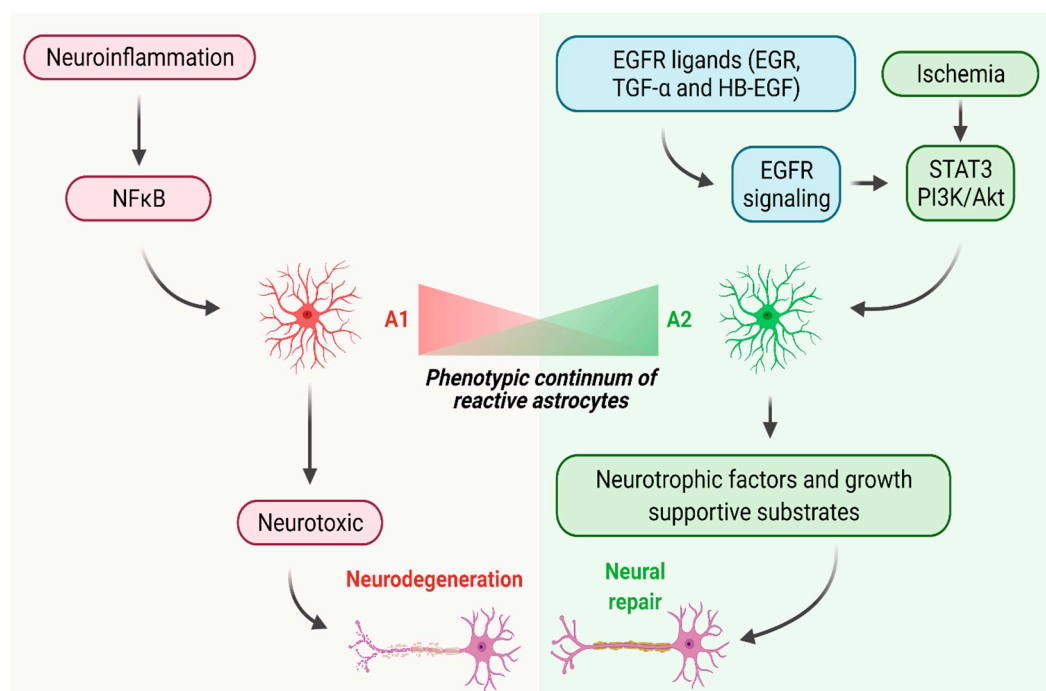 Neuroinflammation
NFκB
A1
Neurotoxic
Neurodegeneration
EGFR ligands (EGR,
TGF-α and HB-EGF)
Ischemia
EGFR
signaling
STAT3
PI3K/Akt
A2
Phenotypic continnum of
reactive astrocytes
Neurotrophic factors and growth
supportive substrates
Neural
repair